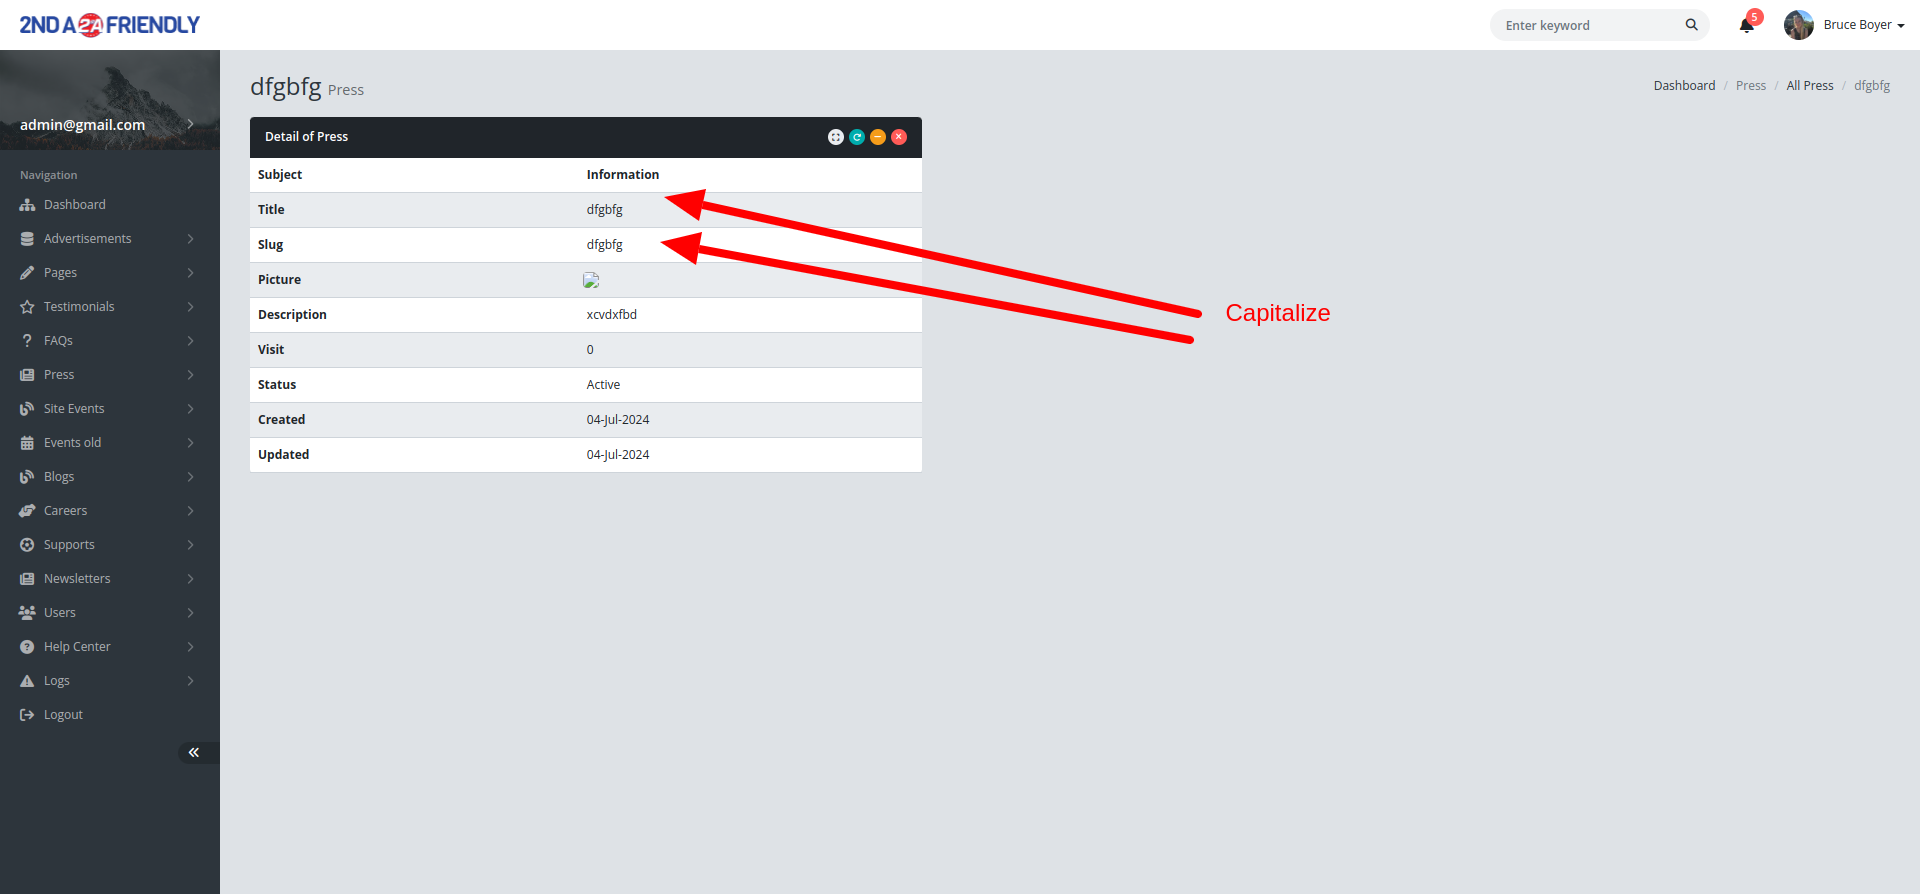 2ND A 2A FRIENDLY
Enter keyword
5
Bruce Boyer
admin@gmail.com
Navigation
Dashboard
Advertisements
Pages
Testimonials
FAQs
Press
Site Events
Events old
Blogs
Careers
Supports
Newsletters
Users
Help Center
Logs
Logout
dfgbfg Press
Dashboard / Press / All Press / dfgbfg
Detail of Press
Subject Information
Title dfgbfg
Slug dfgbfg
Picture
Description xcvdxfbd
Visit 0
Status Active
Created 04-Jul-2024
Updated 04-Jul-2024
Capitalize